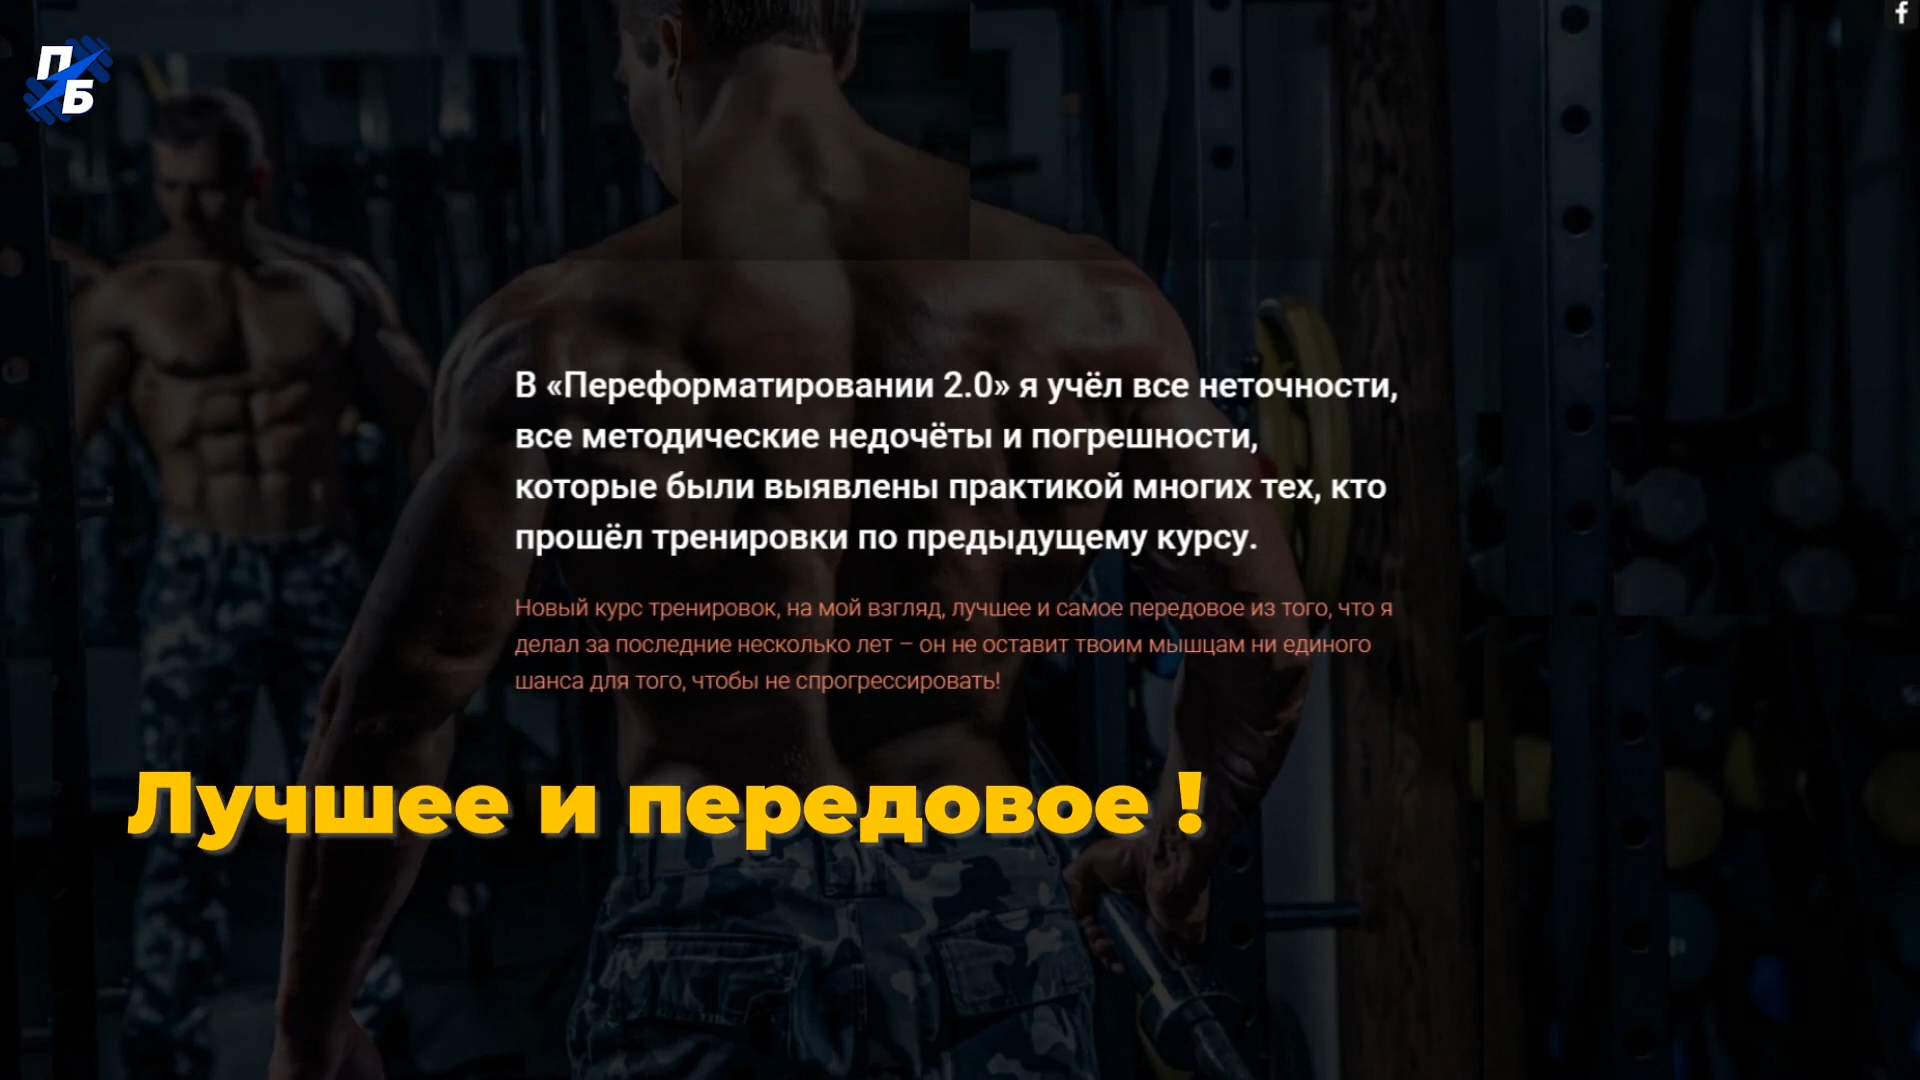 П
Б
f
В «Переформатировании 2.0» я учёл все неточности,
все методические недочёты и погрешности,
которые были выявлены практикой многих тех, кто
прошёл тренировки по предыдущему курсу.
Новый курс тренировок, на мой взгляд, лучшее и самое передовое из того, что я
делал за последние несколько лет – он не оставит твоим мышцам ни единого
шанса для того, чтобы не спрогрессировать!
Лучшее и передовое !